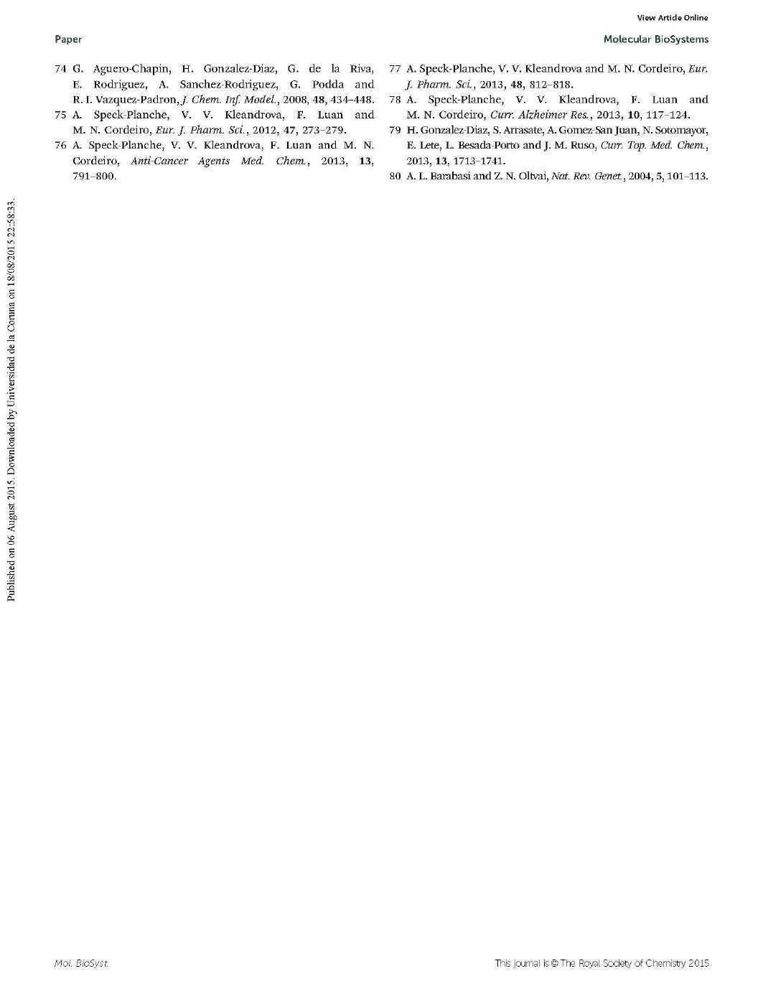 View Article Online
Paper
Molecular BioSystems
74 G. Aguero-Chapin, H. Gonzalez-Diaz, G. de la Riva,
E. Rodriguez, A. Sanchez-Rodriguez, G. Podda and
R. I. Vazquez-Padron, J. Chem. Inf. Model., 2008, 48, 434–448.
75 A. Speck-Planche, V. V. Kleandrova, F. Luan and
M. N. Cordeiro, Eur. J. Pharm. Sci., 2012, 47, 273–279.
76 A. Speck-Planche, V. V. Kleandrova, F. Luan and M. N.
Cordeiro, Anti-Cancer Agents Med. Chem., 2013, 13,
791–800.
77 A. Speck-Planche, V. V. Kleandrova and M. N. Cordeiro, Eur.
J. Pharm. Sci., 2013, 48, 812–818.
78 A. Speck-Planche, V. V. Kleandrova, F. Luan and
M. N. Cordeiro, Curr. Alzheimer Res., 2013, 10, 117–124.
79 H. Gonzalez-Diaz, S. Arrasate, A. Gomez-San Juan, N. Sotomayor,
E. Lete, L. Besada-Porto and J. M. Ruso, Curr. Top. Med. Chem.,
2013, 13, 1713–1741.
80 A. L. Barabasi and Z. N. Oltvai, Nat. Rev. Genet., 2004, 5, 101–113.
Published on 06 August 2015. Downloaded by Universidad de la Coruna on 18/08/2015 22:58:33.
Mol. BioSyst.
This journal is © The Royal Society of Chemistry 2015